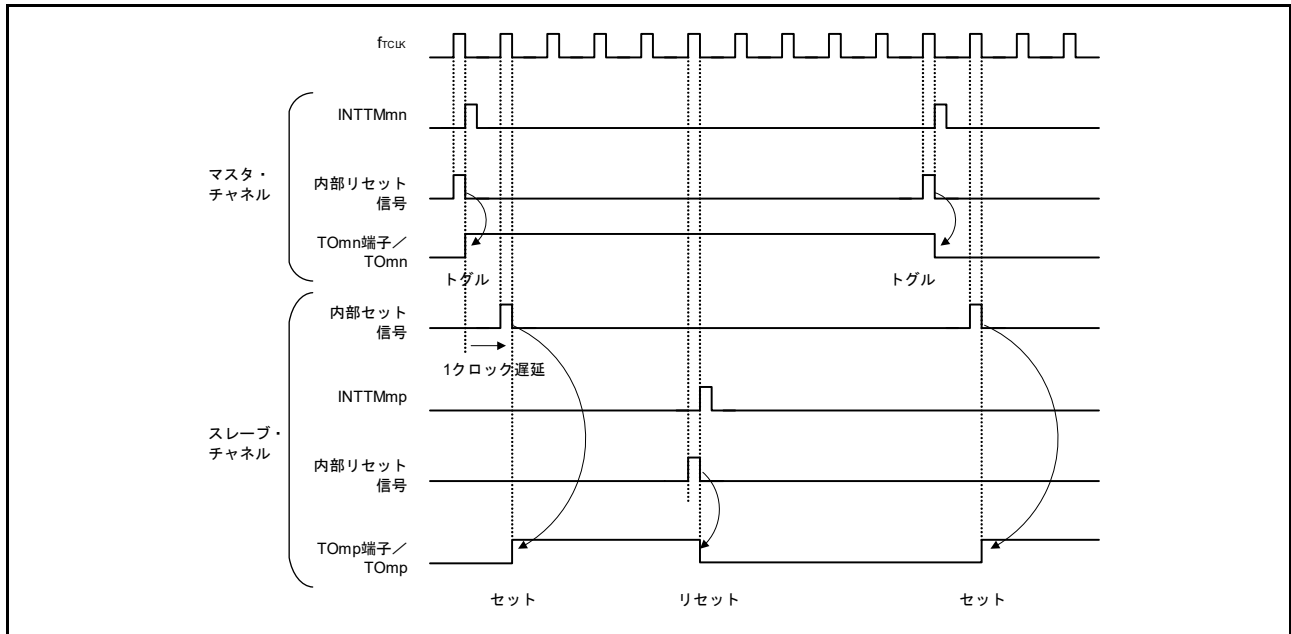 fTCLK
INTTMmn
マスタ・
チャネル
内部リセット
信号
TOmn端子／
TOmn
トグル
トグル
内部セット
信号
1クロック遅延
INTTMmp
スレーブ・
チャネル
内部リセット
信号
TOmp端子／
TOmp
セット
リセット
セット